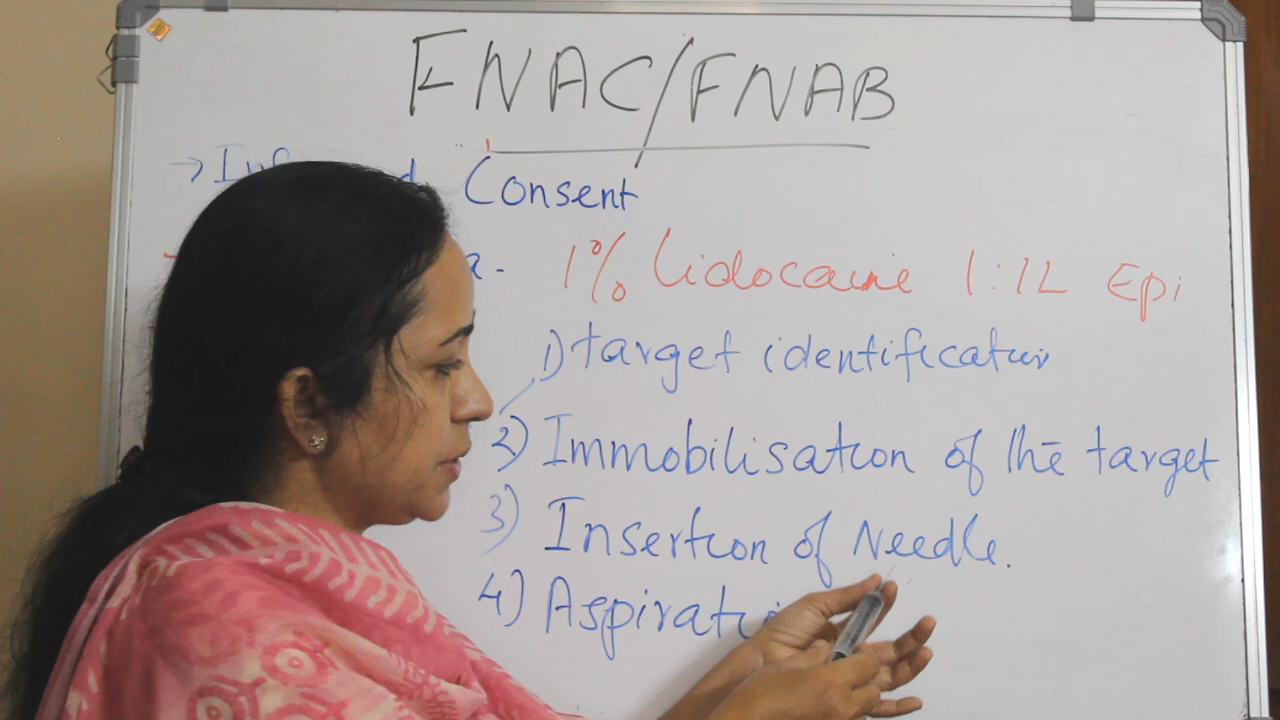 FNAC/FNAB
→ Consent
1% lidocaine 1:1L Epi
1) target identification
2) Immobilisation of the target
3) Insertion of Needle.
4) Aspirati